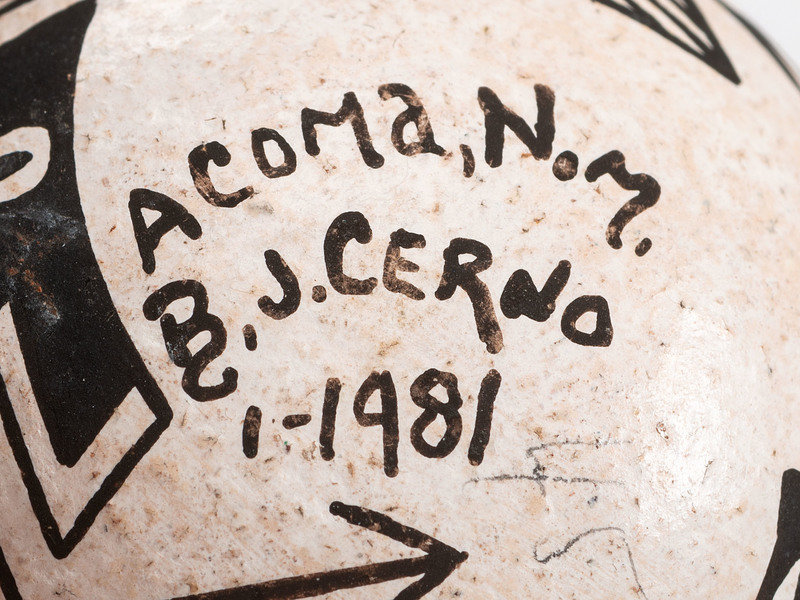 ACOMa, N.M.
B, J. CERNO
1-1981